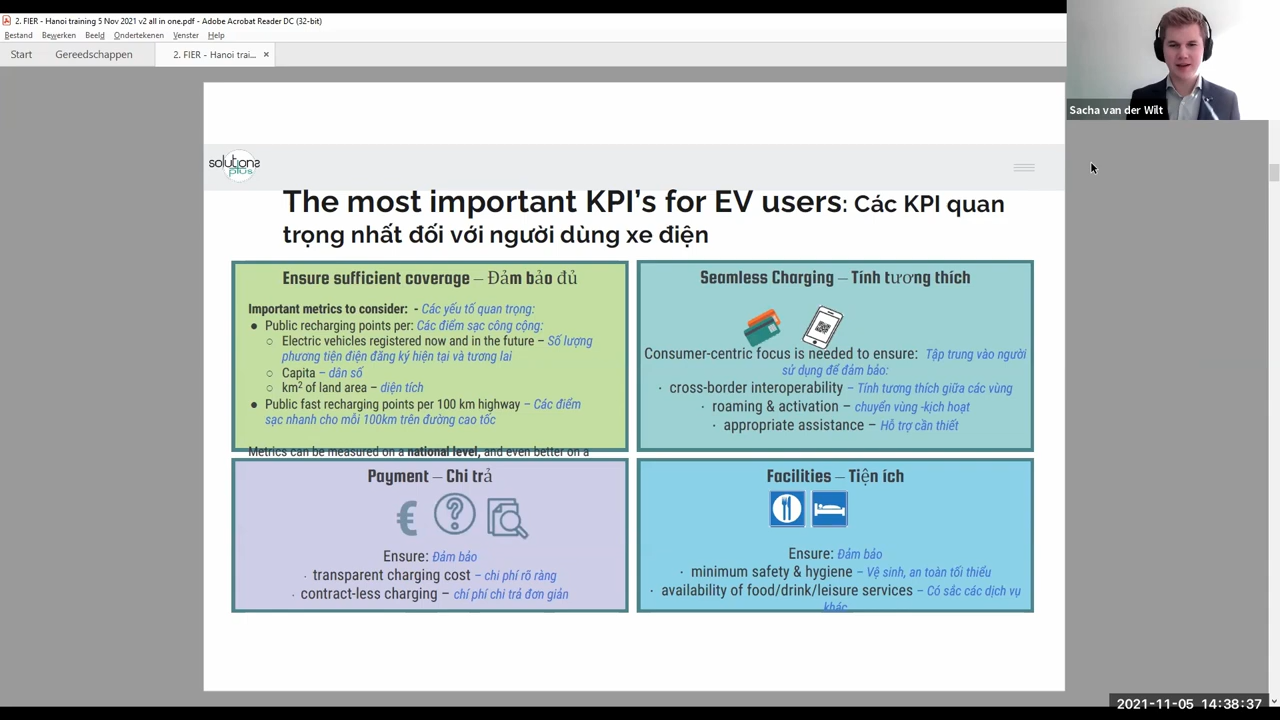 2. FIER - Hanoi training 5 Nov 2021 v2 all in one.pdf - Adobe Acrobat Reader DC (32-bit)
Bestand Bewerken Beeld Ondertekenen Venster Help
Start Gereedschappen 2. FIER - Hanoi trai... ×
Sacha van der Wilt
solutions
plus
The most important KPI's for EV users: Các KPI quan
trọng nhất đối với người dùng xe điện
Ensure sufficient coverage – Đảm bảo đủ
Important metrics to consider: - Các yếu tố quan trọng:
● Public recharging points per: Các điểm sạc công cộng:
○ Electric vehicles registered now and in the future – Số lượng
phương tiện điện đăng ký hiện tại và tương lai
○ Capita – dân số
○ km² of land area – diện tích
● Public fast recharging points per 100 km highway – Các điểm
sạc nhanh cho mỗi 100km trên đường cao tốc
Metrics can be measured on a national level, and even better on a
Seamless Charging – Tính tương thích
Consumer-centric focus is needed to ensure: Tập trung vào người
sử dụng để đảm bảo:
· cross-border interoperability – Tính tương thích giữa các vùng
· roaming & activation – chuyển vùng -kịch hoạt
· appropriate assistance – Hỗ trợ cần thiết
Payment – Chi trả
€ ?
Ensure: Đảm bảo
· transparent charging cost – chi phí rõ ràng
· contract-less charging – chi phí chi trả đơn giản
Facilities – Tiện ích
Ensure: Đảm bảo
· minimum safety & hygiene – Vệ sinh, an toàn tối thiểu
· availability of food/drink/leisure services – Có sắc các dịch vụ
khác
2021-11-05 14:38:37